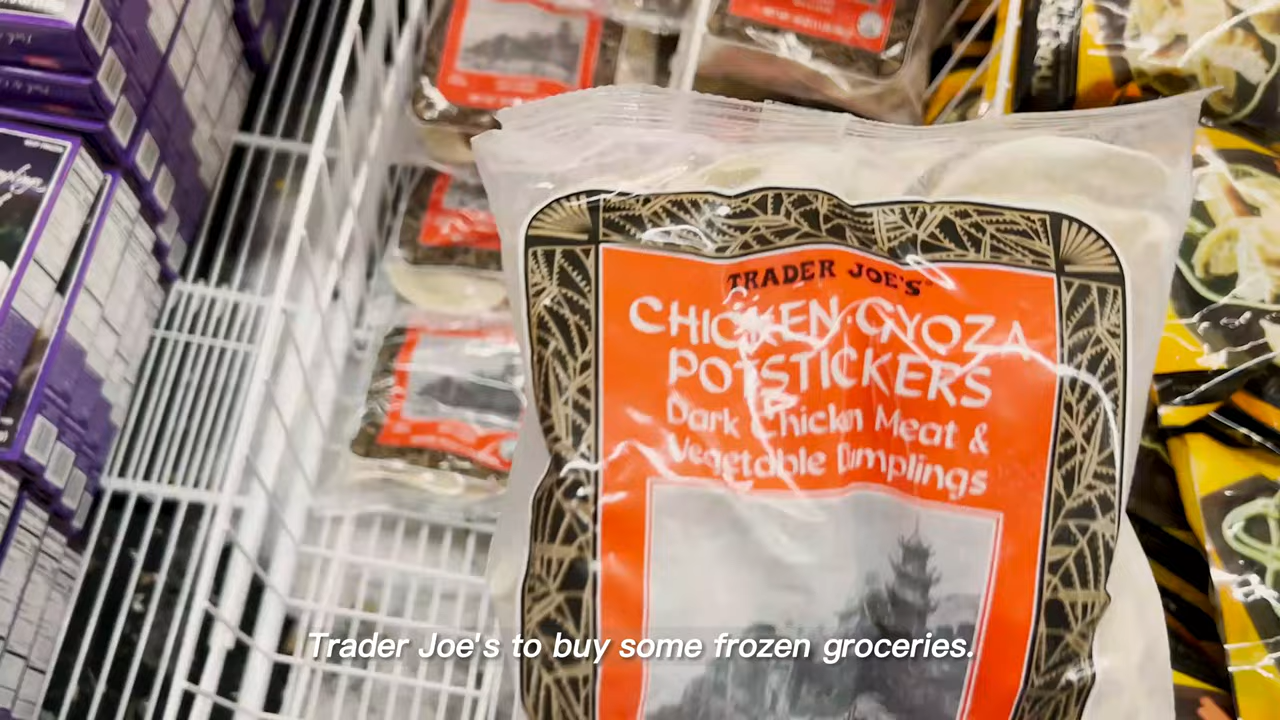 TRADER JOE'S
CHICKEN GYOZA
POTSTICKERS
Dark Chicken Meat &
Vegetable Dumplings
Trader Joe's to buy some frozen groceries.